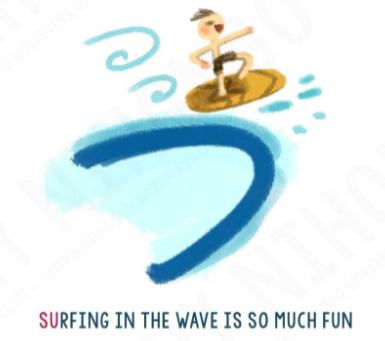 つ
SURFING IN THE WAVE IS SO MUCH FUN